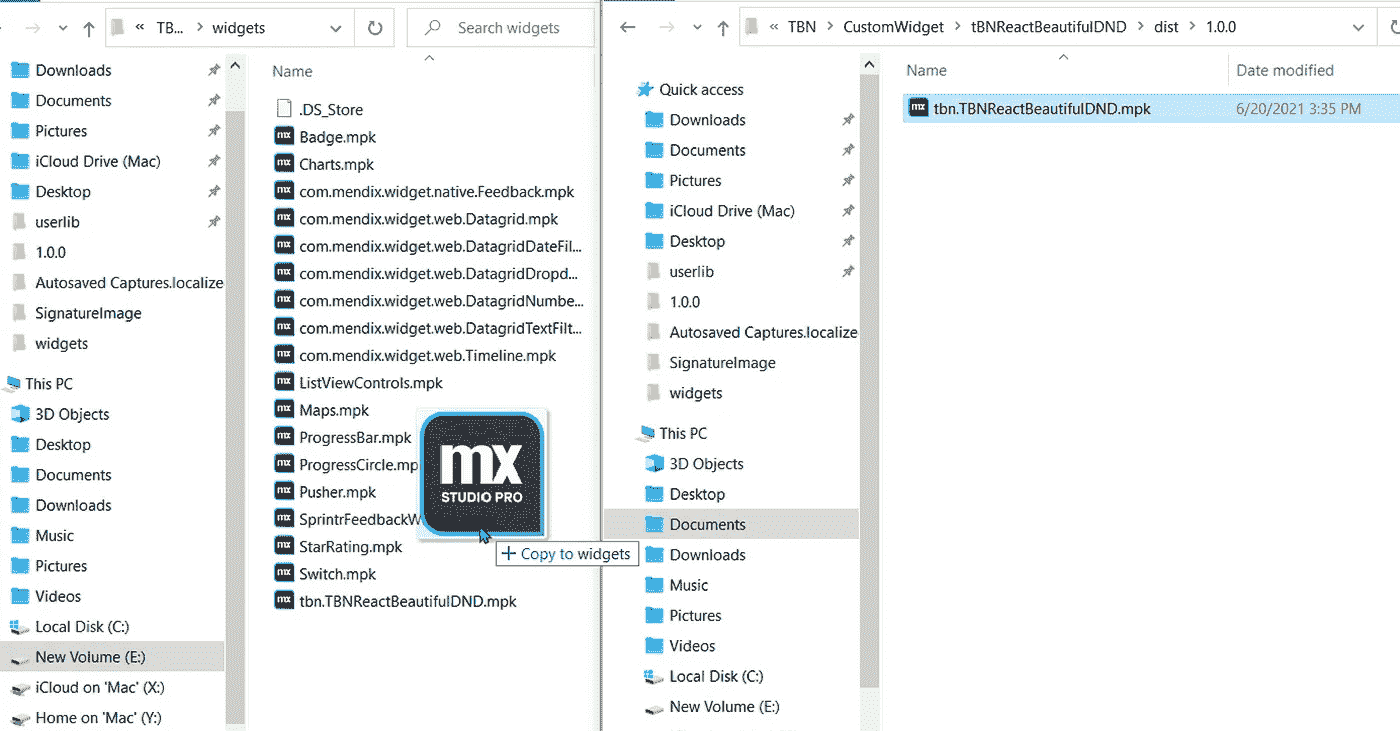 « TB... > widgets
Search widgets
Downloads
Documents
Pictures
iCloud Drive (Mac)
Desktop
userlib
1.0.0
Autosaved Captures.localize
SignatureImage
widgets
This PC
3D Objects
Desktop
Documents
Downloads
Music
Pictures
Videos
Local Disk (C:)
New Volume (E:)
iCloud on 'Mac' (X:)
Home on 'Mac' (Y:)
Name
.DS_Store
Badge.mpk
Charts.mpk
com.mendix.widget.native.Feedback.mpk
com.mendix.widget.web.Datagrid.mpk
com.mendix.widget.web.DatagridDateFil...
com.mendix.widget.web.DatagridDropd...
com.mendix.widget.web.DatagridNumbe...
com.mendix.widget.web.DatagridTextFilt...
com.mendix.widget.web.Timeline.mpk
ListViewControls.mpk
Maps.mpk
ProgressBar.mpk
ProgressCircle.mp
Pusher.mpk
SprintrFeedbackW
StarRating.mpk
Switch.mpk
tbn.TBNReactBeautifulDND.mpk
mx
STUDIO PRO
+ Copy to widgets
« TBN > CustomWidget > tBNReactBeautifulDND > dist > 1.0.0
Quick access
Downloads
Documents
Pictures
iCloud Drive (Mac)
Desktop
userlib
1.0.0
Autosaved Captures.localize
SignatureImage
widgets
This PC
3D Objects
Desktop
Documents
Downloads
Music
Pictures
Videos
Local Disk (C:)
New Volume (E:)
Name Date modified
mx tbn.TBNReactBeautifulDND.mpk 6/20/2021 3:35 PM